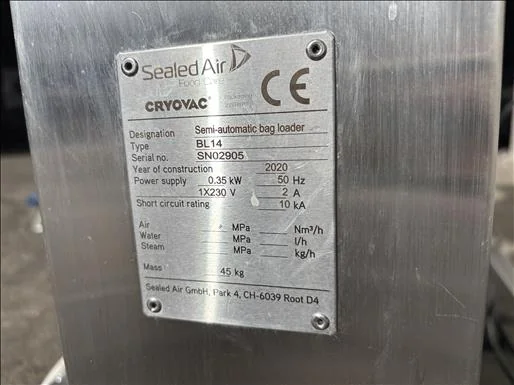 Sealed Air
Food Care
CRYOVAC® CE
Designation Semi-automatic bag loader
Type BL14
Serial no. SN02905
Year of construction 2020
Power supply 0.35 kW 50 Hz
1X230 V 2 A
Short circuit rating 10 kA
Air MPa Nm³/h
Water MPa l/h
Steam MPa kg/h
Mass 45 kg
Sealed Air GmbH, Park 4, CH-6039 Root D4